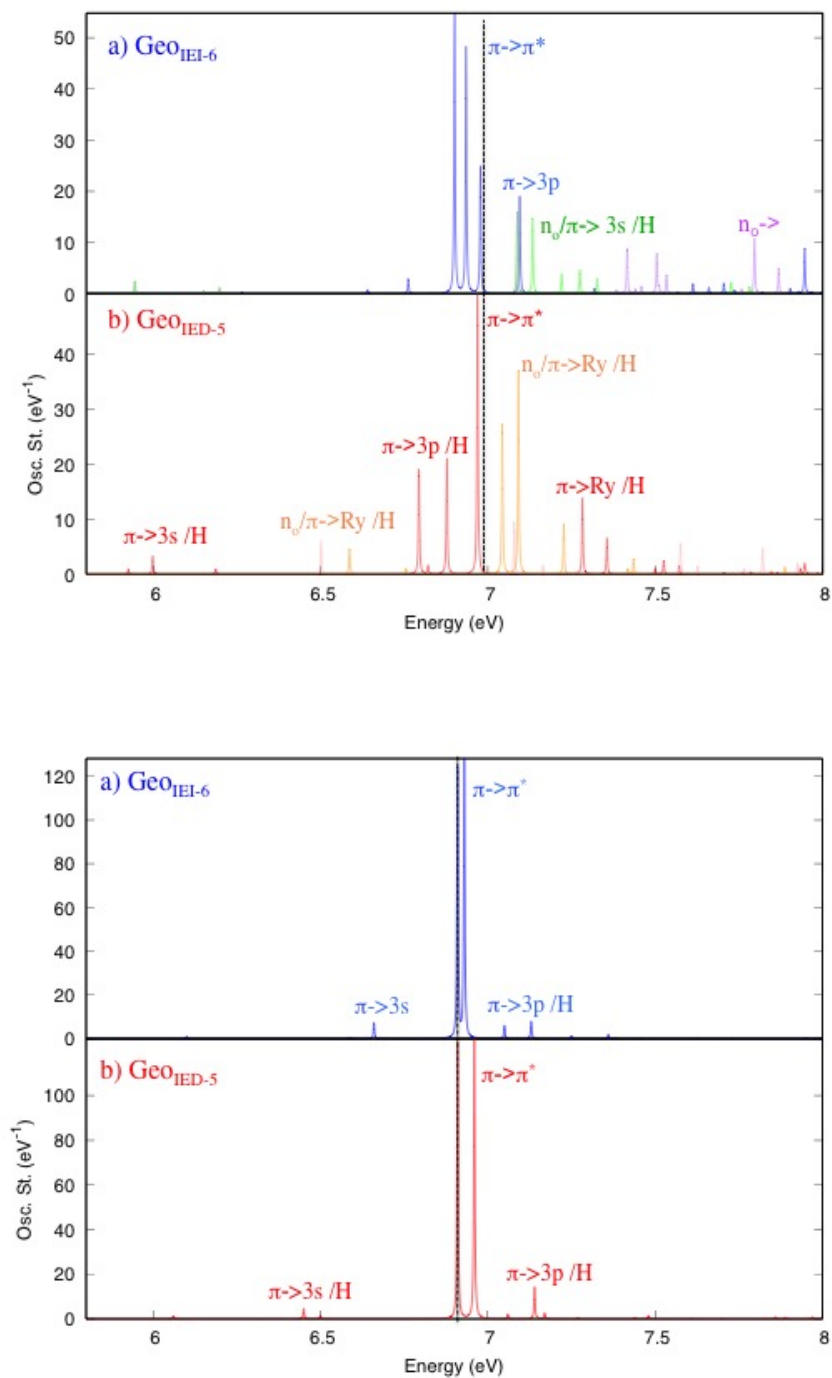 a) Geo_IEI-6
π->π*
π->3p
n_o/π-> 3s /H
n_o->
50
40
30
20
10
0
b) Geo_IED-5
π->π*
n_o/π->Ry /H
π->3p /H
π->Ry /H
n_o/π->Ry /H
π->3s /H
40
30
20
10
0
Osc. St. (eV⁻¹)
6 6.5 7 7.5 8
Energy (eV)
a) Geo_IEI-6
π->π*
π->3s
π->3p /H
120
100
80
60
40
20
0
b) Geo_IED-5
π->π*
π->3s /H
π->3p /H
100
80
60
40
20
0
Osc. St. (eV⁻¹)
6 6.5 7 7.5 8
Energy (eV)